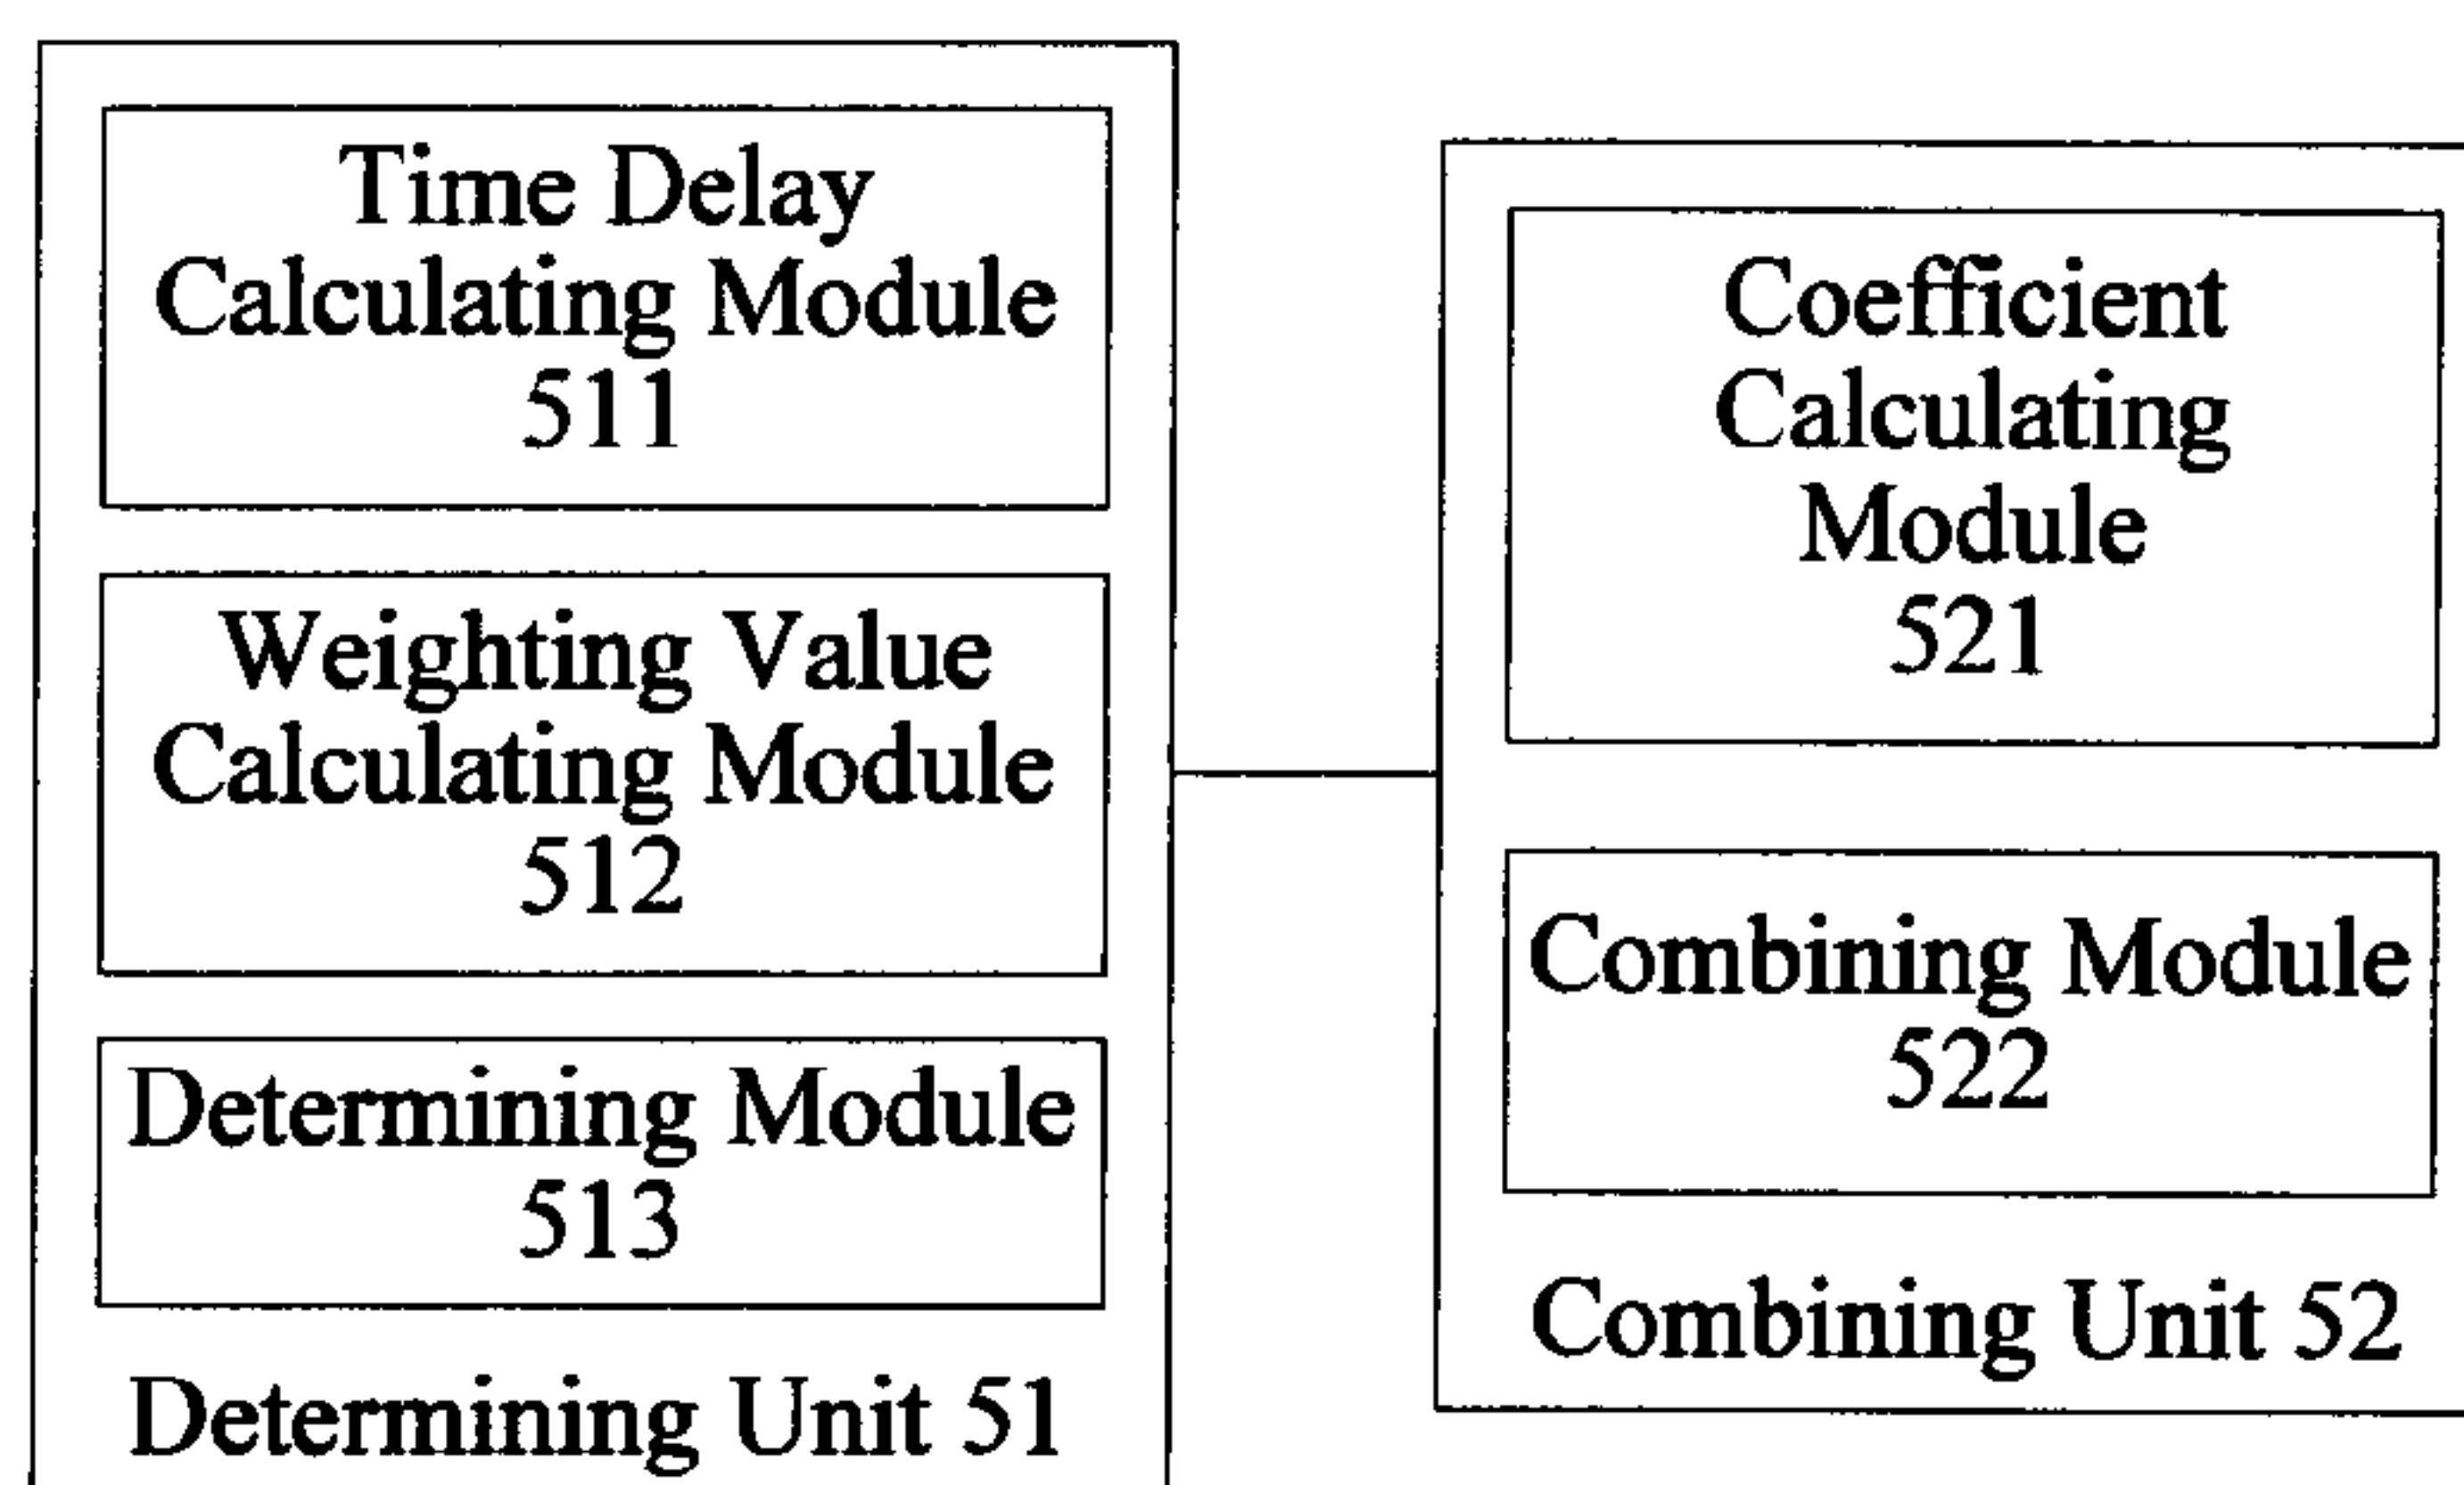 Time Delay
Calculating Module
511
Weighting Value
Calculating Module
512
Determining Module
513
Determining Unit 51
Coefficient
Calculating
Module
521
Combining Module
522
Combining Unit 52